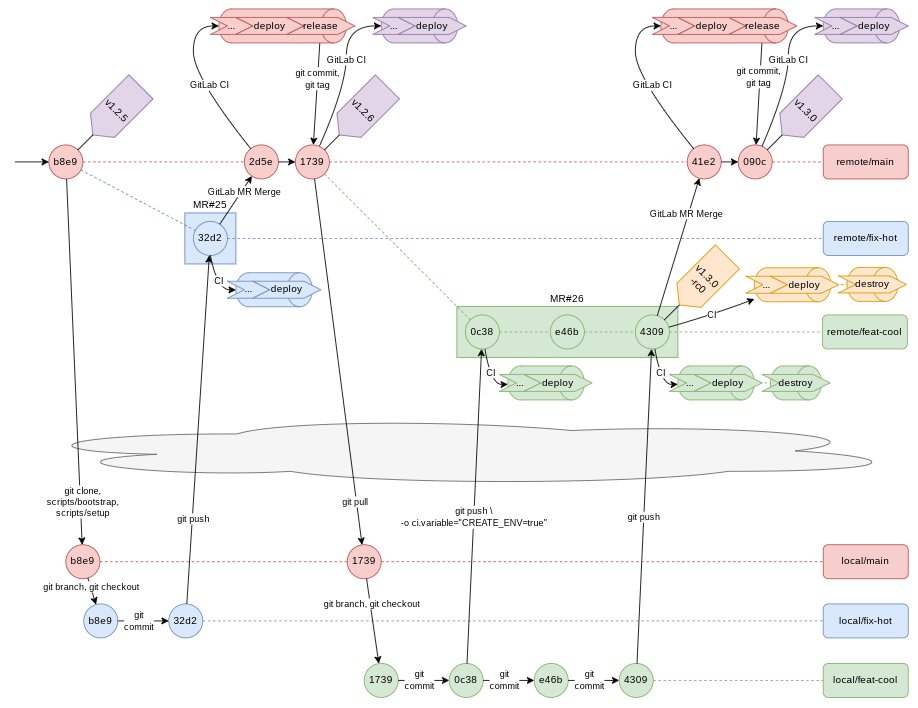 ... deploy release
... deploy
... deploy release
... deploy
GitLab CI
git commit,
git tag
GitLab CI
GitLab CI
git commit,
git tag
GitLab CI
v1.2.5
v1.2.6
v1.3.0
b8e9
2d5e
1739
41e2
090c
remote/main
GitLab MR Merge
MR#25
32d2
GitLab MR Merge
remote/fix-hot
CI
... deploy
v1.3.0
-rc0
... deploy
destroy
MR#26
CI
0c38
e46b
4309
remote/feat-cool
CI
... deploy
CI
... deploy
destroy
git clone,
scripts/bootstrap,
scripts/setup
git push
git pull
git push \
-o ci.variable="CREATE_ENV=true"
git push
b8e9
1739
local/main
git branch, git checkout
git branch, git checkout
b8e9
git
commit
32d2
local/fix-hot
1739
git
commit
0c38
git
commit
e46b
git
commit
4309
local/feat-cool